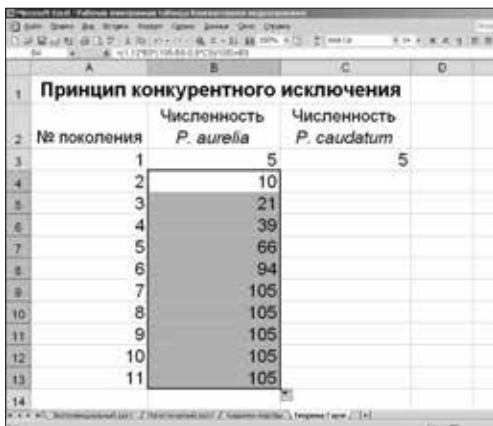 A B C D
1 Принцип конкурентного исключения
2 № поколения Численность P. aurelia Численность P. caudatum
3 1 5 5
4 2 10
5 3 21
6 4 39
7 5 66
8 6 94
9 7 105
10 8 105
11 9 105
12 10 105
13 11 105
14